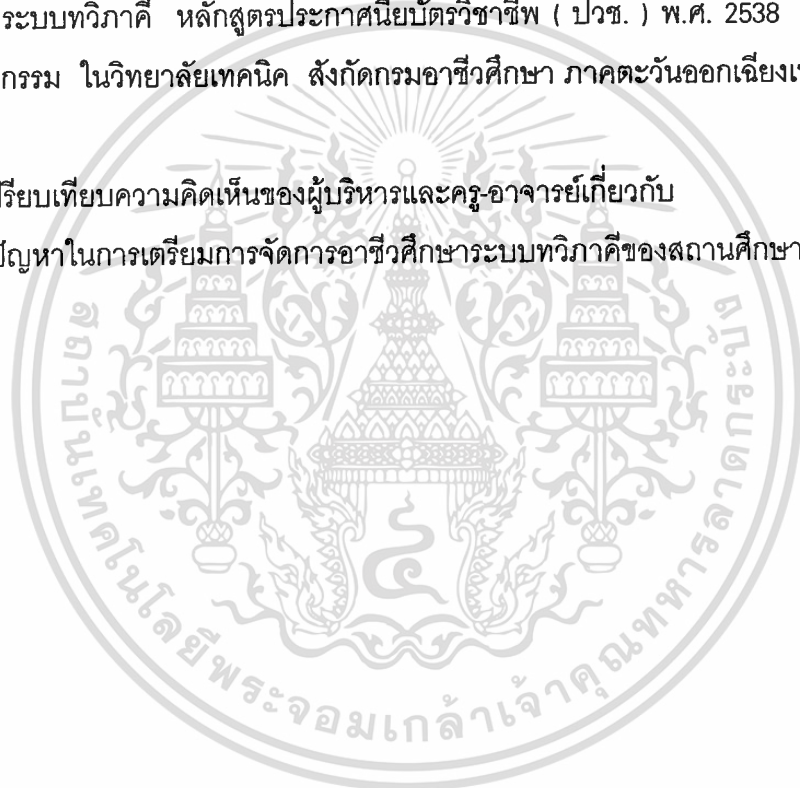 ระบบทวิภาคี หลักสูตรประกาศนียบัตรวิชาชีพ ( ปวช. ) พ.ศ. 2538
กรรม ในวิทยาลัยเทคนิค สังกัดกรมอาชีวศึกษา ภาคตะวันออกเฉียงเ
รียบเทียบความคิดเห็นของผู้บริหารและครู-อาจารย์เกี่ยวกับ
ปัญหาในการเตรียมการจัดการอาชีวศึกษาระบบทวิภาคีของสถานศึกษา
สถาบันเทคโนโลยีพระจอมเกล้าเจ้าคุณทหารลาดกระบัง